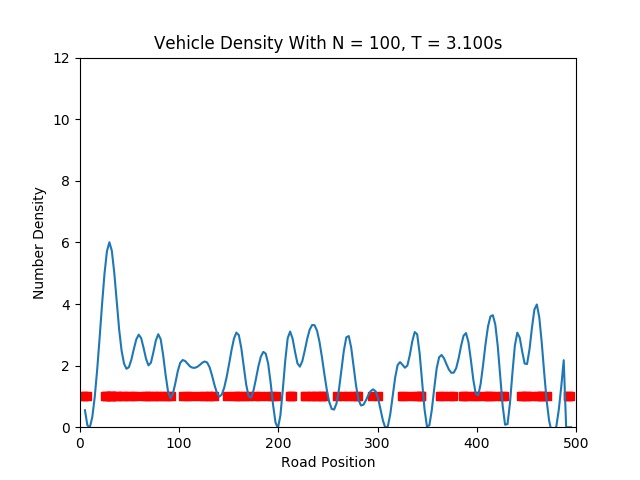 Vehicle Density With N = 100, T = 3.100s
12
10
8
6
4
2
0
Number Density
0 100 200 300 400 500
Road Position